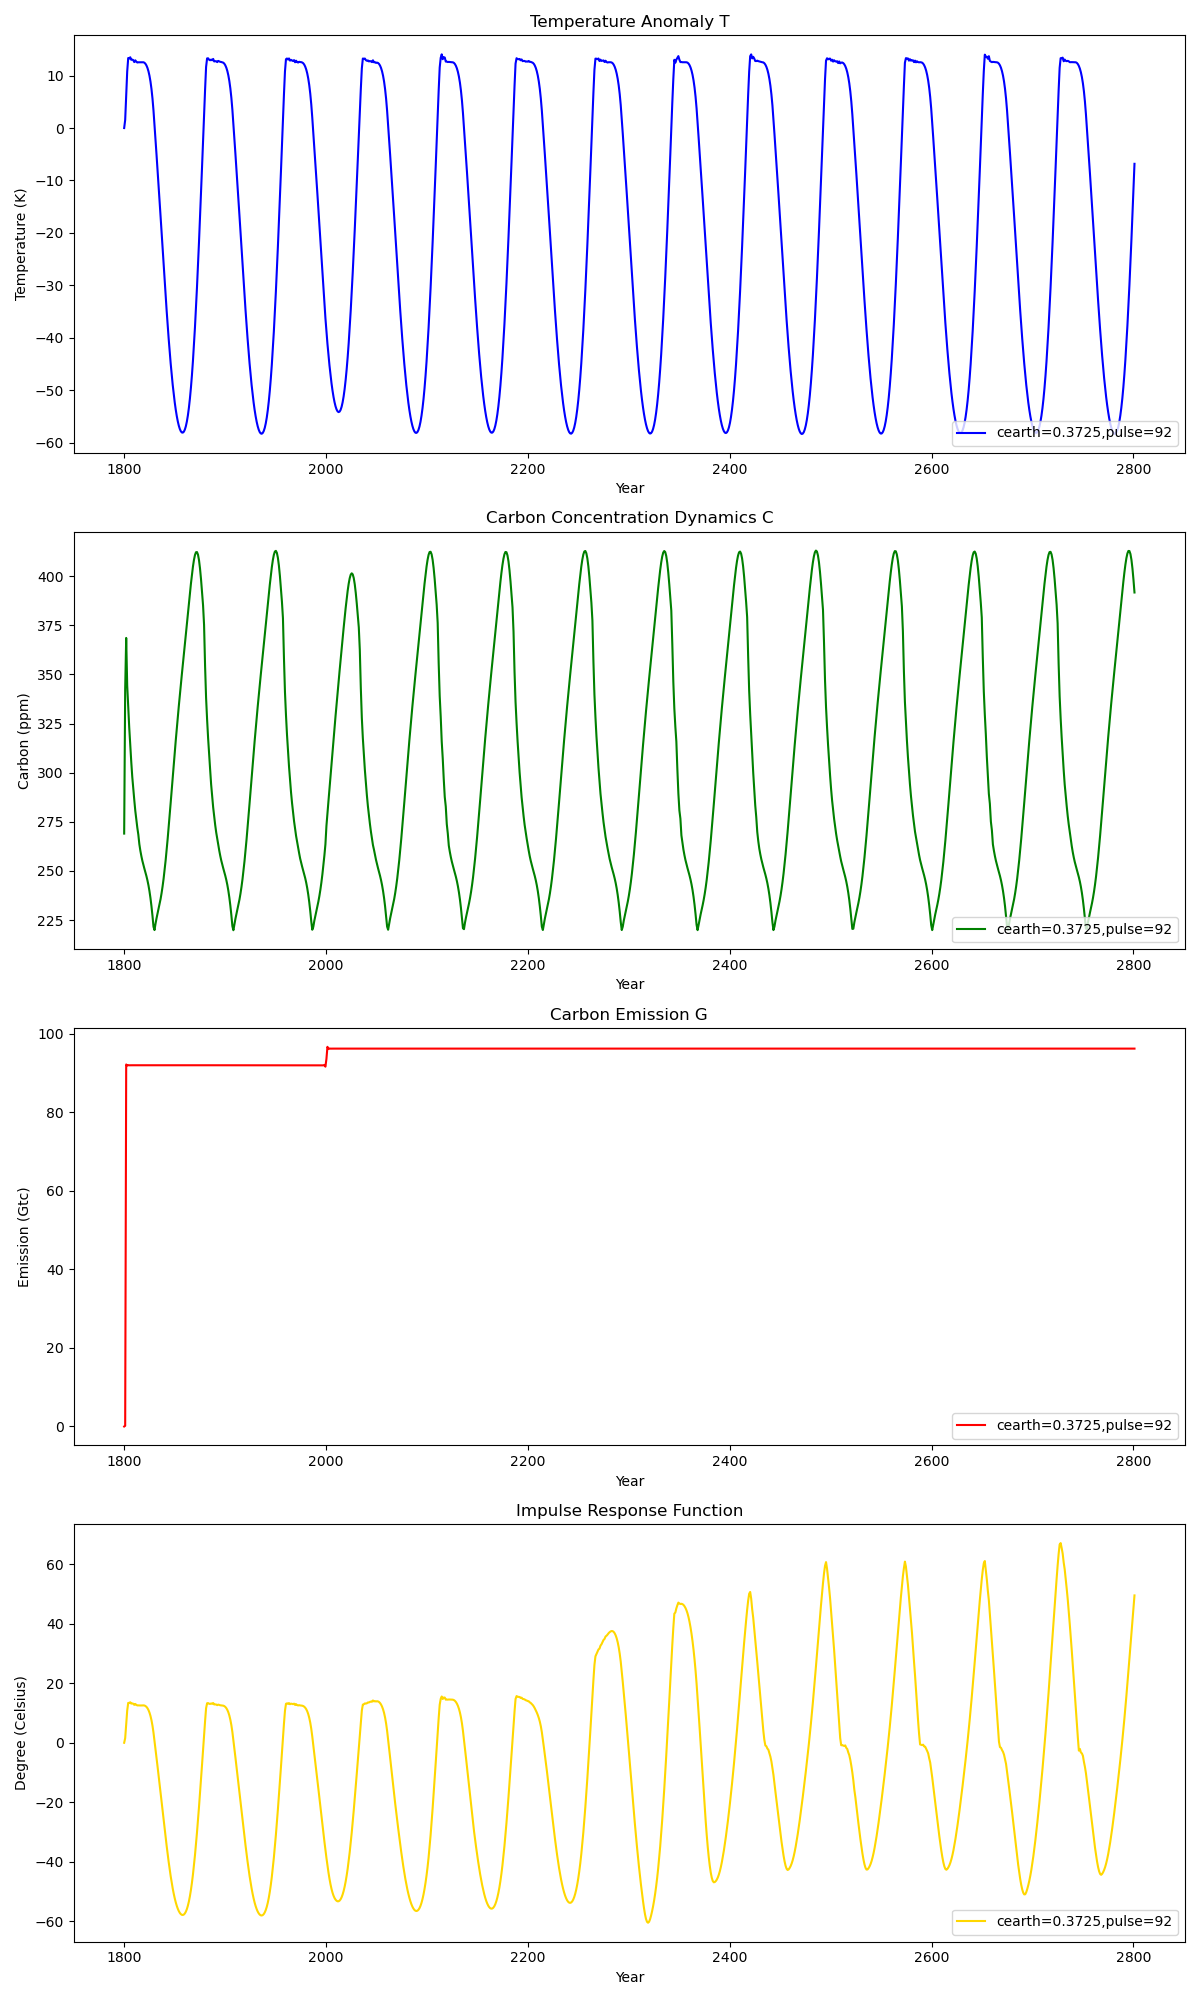 Temperature Anomaly T
10
0
−10
−20
−30
−40
−50
−60
Temperature (K)
cearth=0.3725,pulse=92
1800 2000 2200 2400 2600 2800
Year
Carbon Concentration Dynamics C
400
375
350
325
300
275
250
225
Carbon (ppm)
cearth=0.3725,pulse=92
1800 2000 2200 2400 2600 2800
Year
Carbon Emission G
100
80
60
40
20
0
Emission (Gtc)
cearth=0.3725,pulse=92
1800 2000 2200 2400 2600 2800
Year
Impulse Response Function
60
40
20
0
−20
−40
−60
Degree (Celsius)
cearth=0.3725,pulse=92
1800 2000 2200 2400 2600 2800
Year